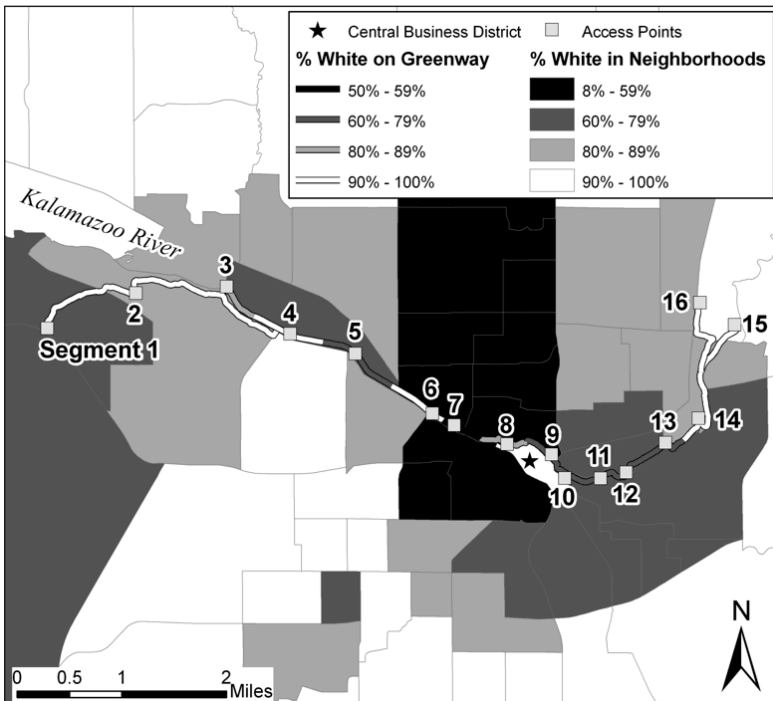 Central Business District
Access Points
% White on Greenway
% White in Neighborhoods
50% - 59%
8% - 59%
60% - 79%
60% - 79%
80% - 89%
80% - 89%
90% - 100%
90% - 100%
Kalamazoo River
3
2
Segment 1
4
5
6
7
8
9
10
11
12
13
14
15
16
N
0 0.5 1 2
Miles